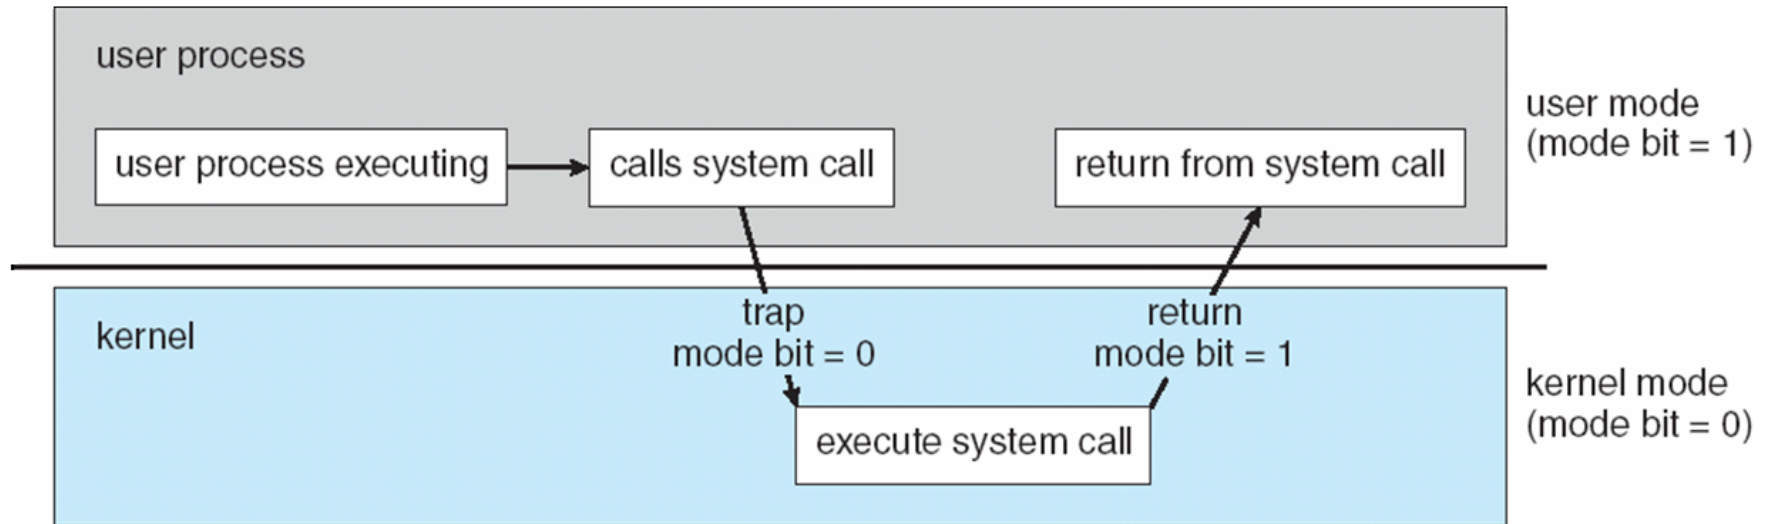 user process
user process executing
calls system call
return from system call
user mode
(mode bit = 1)
kernel
trap
mode bit = 0
return
mode bit = 1
execute system call
kernel mode
(mode bit = 0)